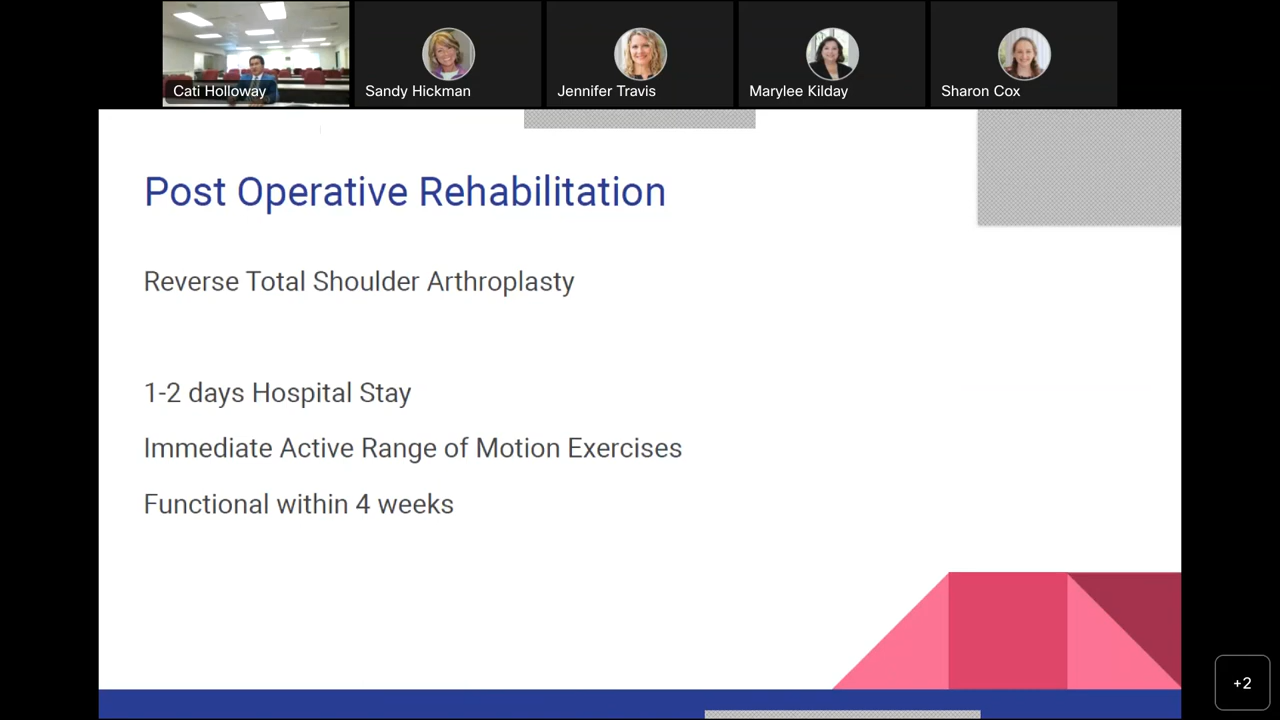 Cati Holloway
Sandy Hickman
Jennifer Travis
Marylee Kilday
Sharon Cox
Post Operative Rehabilitation
Reverse Total Shoulder Arthroplasty
1-2 days Hospital Stay
Immediate Active Range of Motion Exercises
Functional within 4 weeks
+2